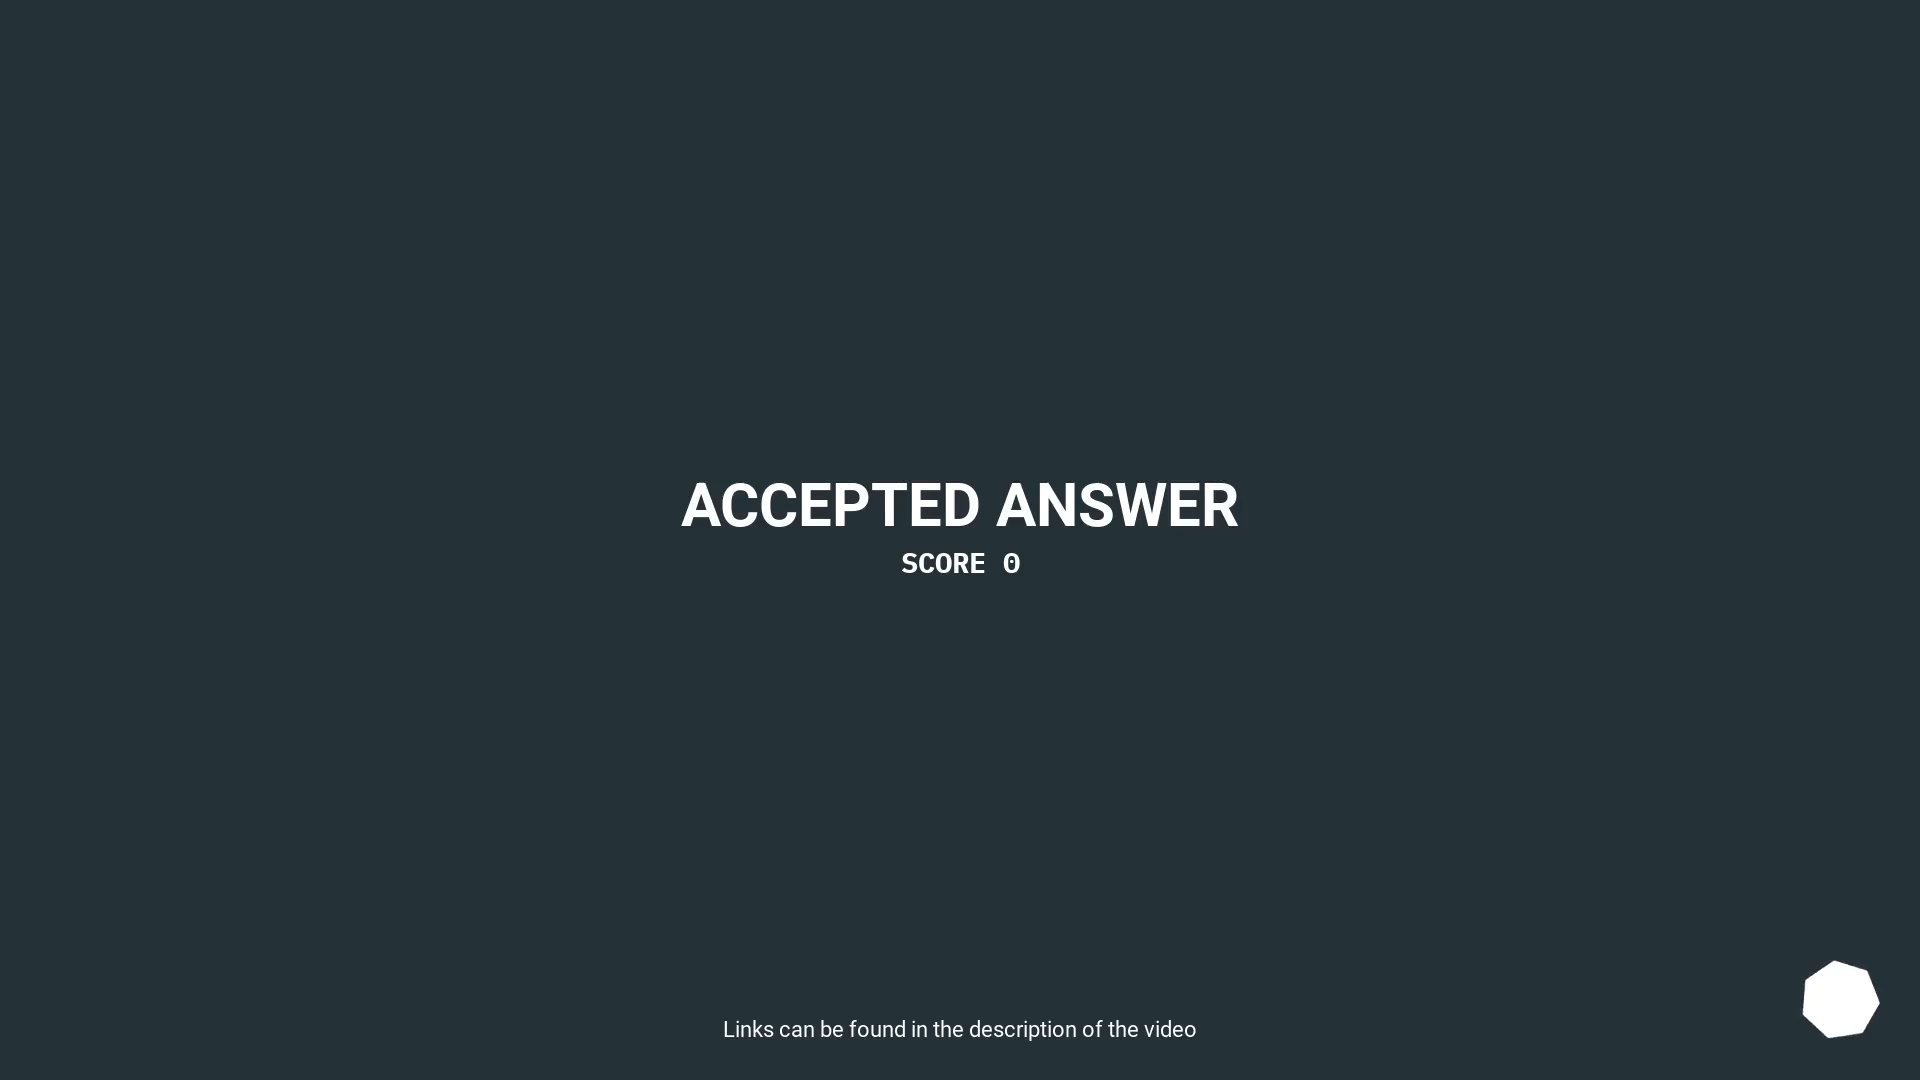 ACCEPTED ANSWER
SCORE 0
Links can be found in the description of the video